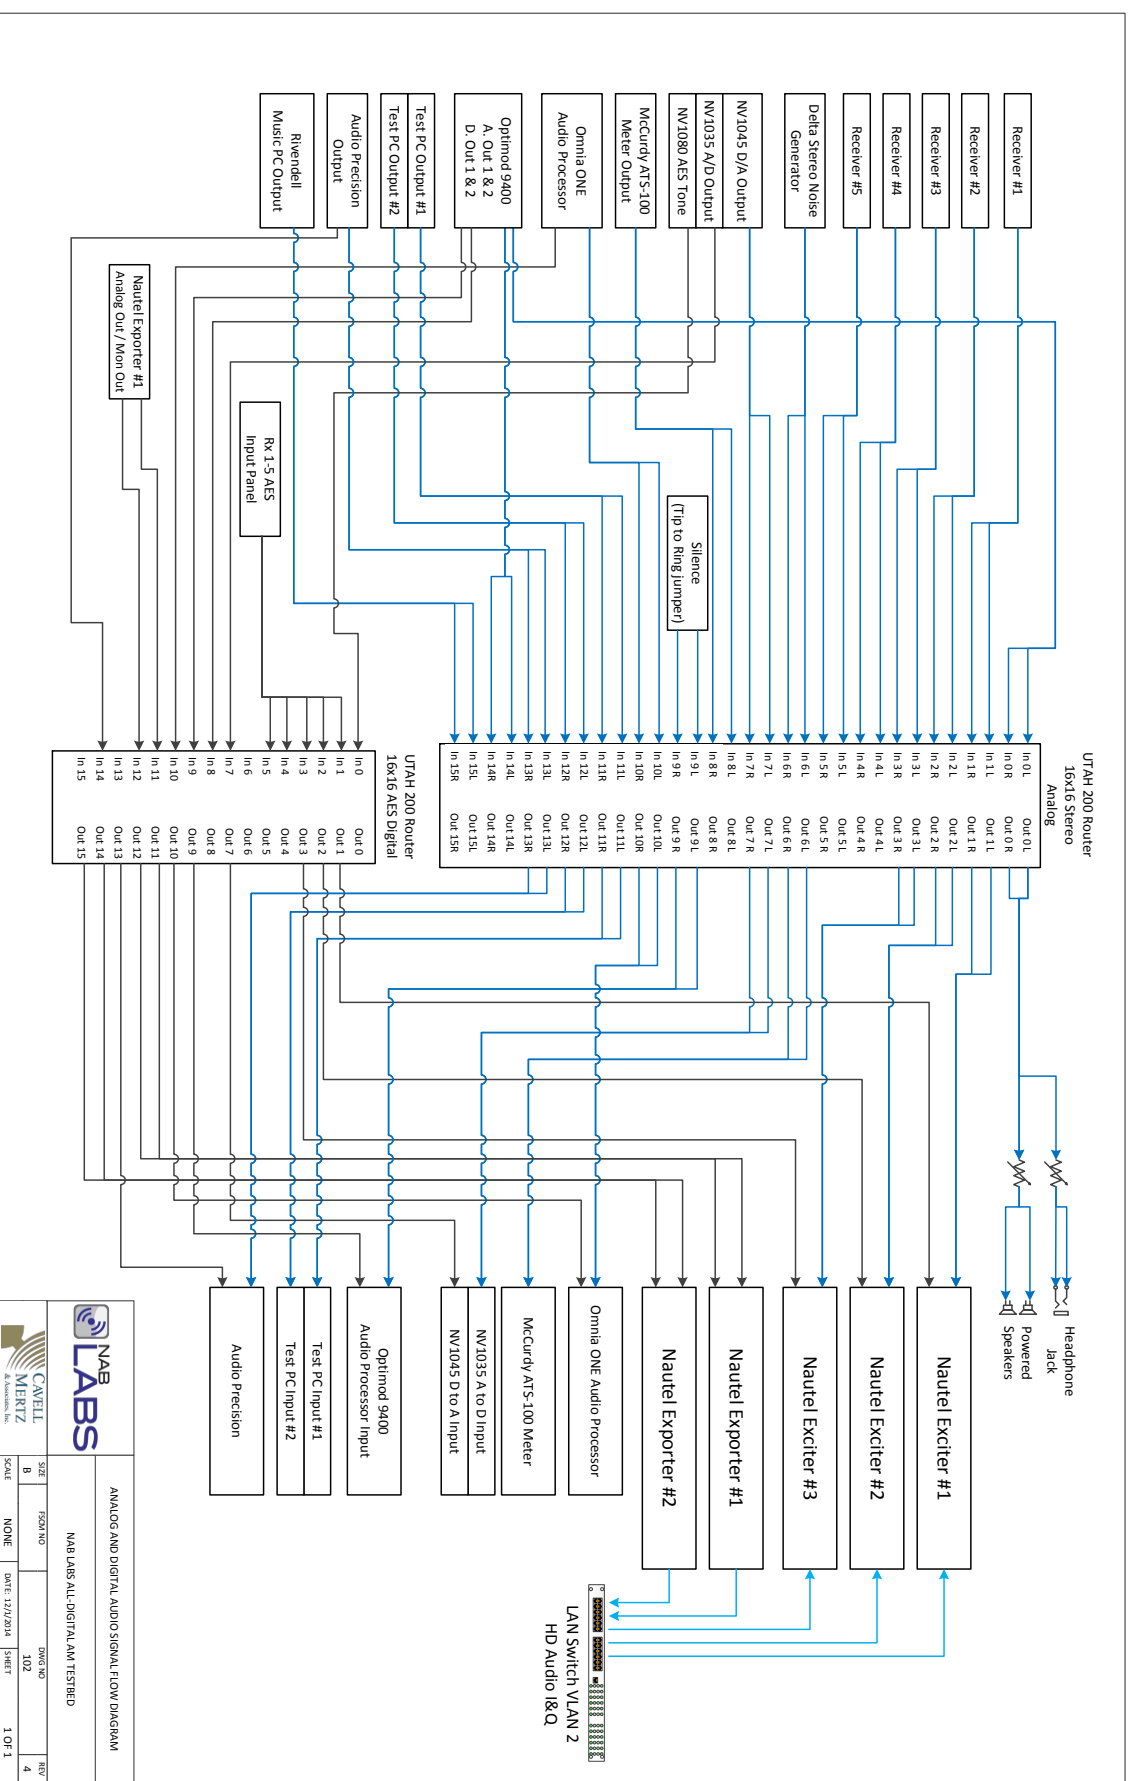 Receiver #1
Receiver #2
Receiver #3
Receiver #4
Receiver #5
Delta Stereo Noise
Generator
NV1045 D/A Output
NV1035 A/D Output
NV1080 AES Tone
McCurdy ATS-100
Meter Output
Omnia ONE
Audio Processor
Optimod 9400
A. Out 1 & 2
D. Out 1 & 2
Test PC Output #1
Test PC Output #2
Audio Precision
Output
Rivendell
Music PC Output
Nautel Exporter #1
Analog Out / Mon Out
Rx 1-5 AES
Input Panel
Silence
(Tip to Ring jumper)
UTAH 200 Router
16x16 Stereo
Analog
In 0 L
In 0 R
In 1 L
In 1 R
In 2 L
In 2 R
In 3 L
In 3 R
In 4 L
In 4 R
In 5 L
In 5 R
In 6 L
In 6 R
In 7 L
In 7 R
In 8 L
In 8 R
In 9 L
In 9 R
In 10L
In 10R
In 11L
In 11R
In 12L
In 12R
In 13L
In 13R
In 14L
In 14R
In 15L
In 15R
Out 0 L
Out 0 R
Out 1 L
Out 1 R
Out 2 L
Out 2 R
Out 3 L
Out 3 R
Out 4 L
Out 4 R
Out 5 L
Out 5 R
Out 6 L
Out 6 R
Out 7 L
Out 7 R
Out 8 L
Out 8 R
Out 9 L
Out 9 R
Out 10L
Out 10R
Out 11L
Out 11R
Out 12L
Out 12R
Out 13L
Out 13R
Out 14L
Out 14R
Out 15L
Out 15R
UTAH 200 Router
16x16 AES Digital
In 0
In 1
In 2
In 3
In 4
In 5
In 6
In 7
In 8
In 9
In 10
In 11
In 12
In 13
In 14
In 15
Out 0
Out 1
Out 2
Out 3
Out 4
Out 5
Out 6
Out 7
Out 8
Out 9
Out 10
Out 11
Out 12
Out 13
Out 14
Out 15
Headphone
Jack
Powered
Speakers
Nautel Exciter #1
Nautel Exciter #2
Nautel Exciter #3
Nautel Exporter #1
Nautel Exporter #2
Omnia ONE Audio Processor
McCurdy ATS-100 Meter
NV1035 A to D Input
NV1045 D to A Input
Optimod 9400
Audio Processor Input
Test PC Input #1
Test PC Input #2
Audio Precision
LAN Switch VLAN 2
HD Audio I&Q
NAB
LABS
CAVELL
MERTZ
& Associates, Inc.
ANALOG AND DIGITAL AUDIO SIGNAL FLOW DIAGRAM
NAB LABS ALL-DIGITAL AM TESTBED
SIZE
B
FSCM NO
DWG NO
102
REV
4
SCALE
NONE
DATE: 12/1/2014
SHEET
1 OF 1